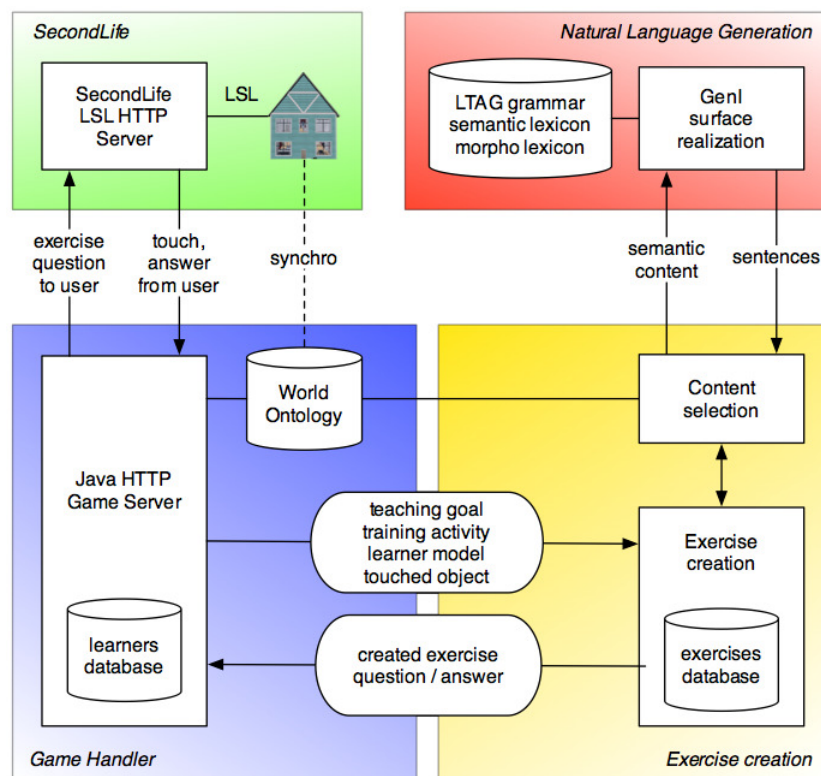 SecondLife
SecondLife
LSL HTTP
Server
LSL
Natural Language Generation
LTAG grammar
semantic lexicon
morpho lexicon
GenI
surface
realization
exercise
question
to user
touch,
answer
from user
synchro
semantic
content
sentences
World
Ontology
Content
selection
Java HTTP
Game Server
teaching goal
training activity
learner model
touched object
Exercise
creation
learners
database
created exercise
question / answer
exercises
database
Game Handler
Exercise creation